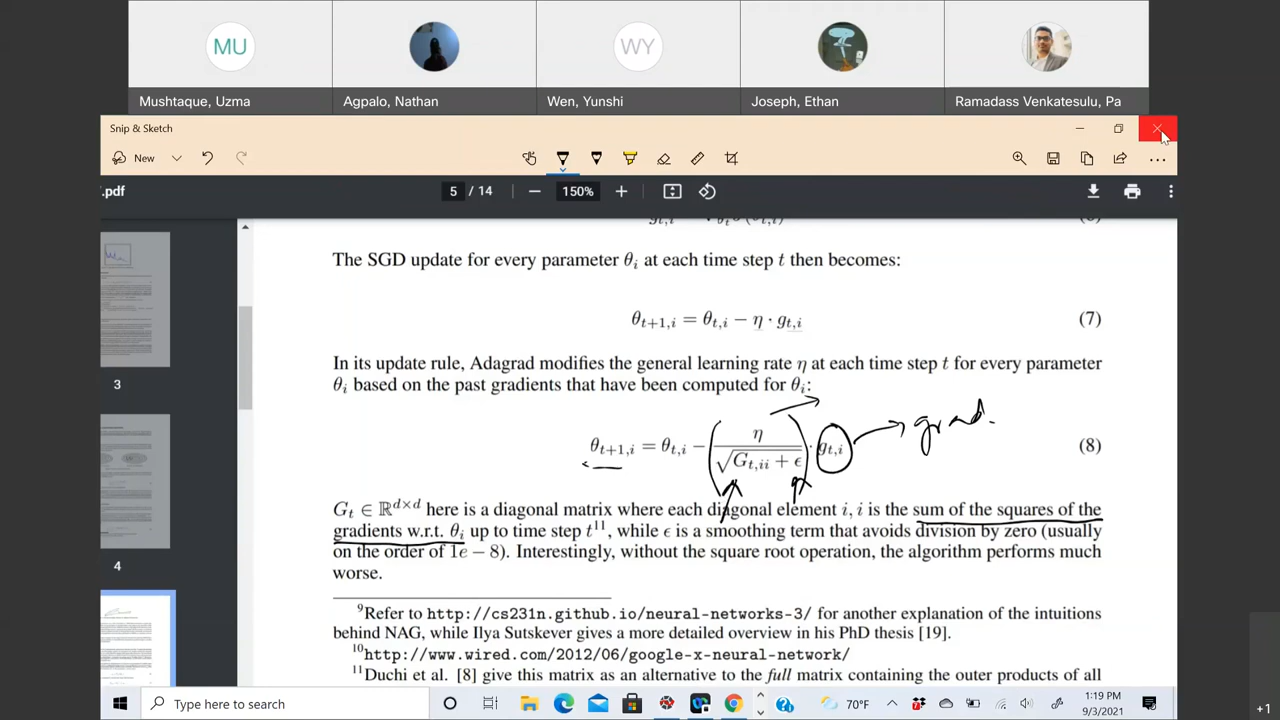 MU
WY
Mushtaque, Uzma
Agpalo, Nathan
Wen, Yunshi
Joseph, Ethan
Ramadass Venkatesulu, Pa
Snip & Sketch
New
.pdf
5 / 14
150%
The SGD update for every parameter θi at each time step t then becomes:
θt+1,i = θt,i − η · gt,i (7)
In its update rule, Adagrad modifies the general learning rate η at each time step t for every parameter
θi based on the past gradients that have been computed for θi:
grad.
θt+1,i = θt,i − (η / √Gt,ii + ϵ) · gt,i (8)
Gt ∈ ℝd×d here is a diagonal matrix where each diagonal element i, i is the sum of the squares of the
gradients w.r.t. θi up to time step t11, while ϵ is a smoothing term that avoids division by zero (usually
on the order of 1e − 8). Interestingly, without the square root operation, the algorithm performs much
worse.
9Refer to http://cs231n.github.io/neural-networks-3/ for another explanation of the intuitions
behind NAG, while Ilya Sutskever gives a more detailed overview in his PhD thesis [19].
10http://www.wired.com/2012/06/google-x-neural-network/
11Duchi et al. [8] give this matrix as an alternative to the full matrix containing the outer products of all
3
4
Type here to search
70°F
1:19 PM
9/3/2021
+1